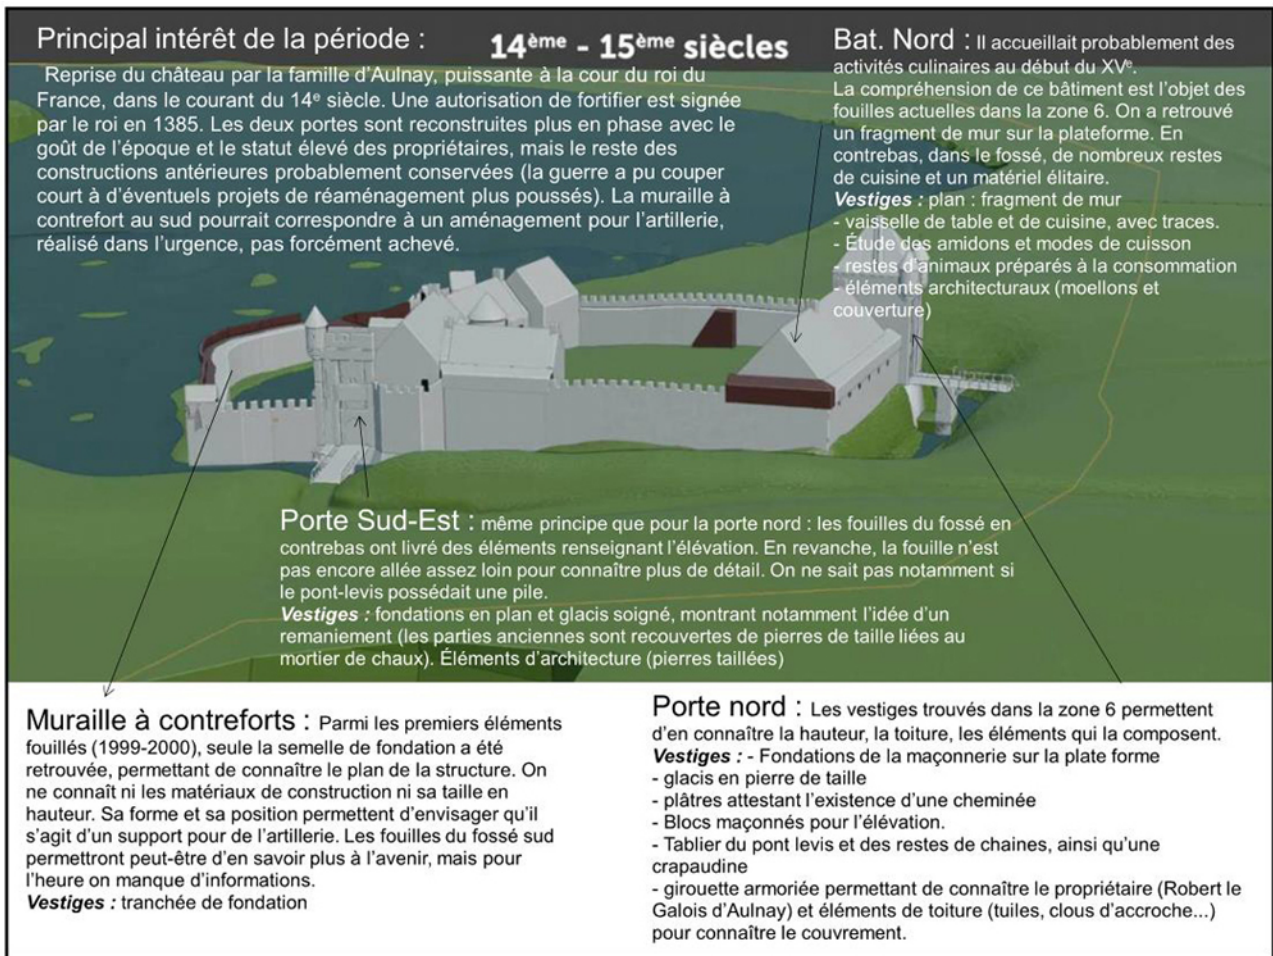 Principal intérêt de la période :
14ème - 15ème siècles
Reprise du château par la famille d'Aulnay, puissante à la cour du roi du
France, dans le courant du 14e siècle. Une autorisation de fortifier est signée
par le roi en 1385. Les deux portes sont reconstruites plus en phase avec le
goût de l'époque et le statut élevé des propriétaires, mais le reste des
constructions antérieures probablement conservées (la guerre a pu couper
court à d'éventuels projets de réaménagement plus poussés). La muraille à
contrefort au sud pourrait correspondre à un aménagement pour l'artillerie,
réalisé dans l'urgence, pas forcément achevé.
Bat. Nord : Il accueillait probablement des
activités culinaires au début du XVe.
La compréhension de ce bâtiment est l'objet des
fouilles actuelles dans la zone 6. On a retrouvé
un fragment de mur sur la plateforme. En
contrebas, dans le fossé, de nombreux restes
de cuisine et un matériel élitaire.
Vestiges : plan : fragment de mur
- vaisselle de table et de cuisine, avec traces.
- Étude des amidons et modes de cuisson
- restes d'animaux préparés à la consommation
- éléments architecturaux (moellons et
couverture)
Porte Sud-Est : même principe que pour la porte nord : les fouilles du fossé en
contrebas ont livré des éléments renseignant l'élévation. En revanche, la fouille n'est
pas encore allée assez loin pour connaître plus de détail. On ne sait pas notamment si
le pont-levis possédait une pile.
Vestiges : fondations en plan et glacis soigné, montrant notamment l'idée d'un
remaniement (les parties anciennes sont recouvertes de pierres de taille liées au
mortier de chaux). Éléments d'architecture (pierres taillées)
Muraille à contreforts : Parmi les premiers éléments
fouillés (1999-2000), seule la semelle de fondation a été
retrouvée, permettant de connaître le plan de la structure. On
ne connaît ni les matériaux de construction ni sa taille en
hauteur. Sa forme et sa position permettent d'envisager qu'il
s'agit d'un support pour de l'artillerie. Les fouilles du fossé sud
permettront peut-être d'en savoir plus à l'avenir, mais pour
l'heure on manque d'informations.
Vestiges : tranchée de fondation
Porte nord : Les vestiges trouvés dans la zone 6 permettent
d'en connaître la hauteur, la toiture, les éléments qui la composent.
Vestiges : - Fondations de la maçonnerie sur la plate forme
- glacis en pierre de taille
- plâtres attestant l'existence d'une cheminée
- Blocs maçonnés pour l'élévation.
- Tablier du pont levis et des restes de chaines, ainsi qu'une
crapaudine
- girouette armoriée permettant de connaître le propriétaire (Robert le
Galois d'Aulnay) et éléments de toiture (tuiles, clous d'accroche...)
pour connaître le couvrement.